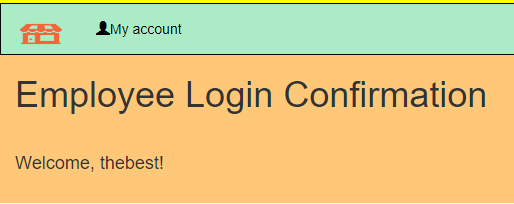 My account
Employee Login Confirmation
Welcome, thebest!